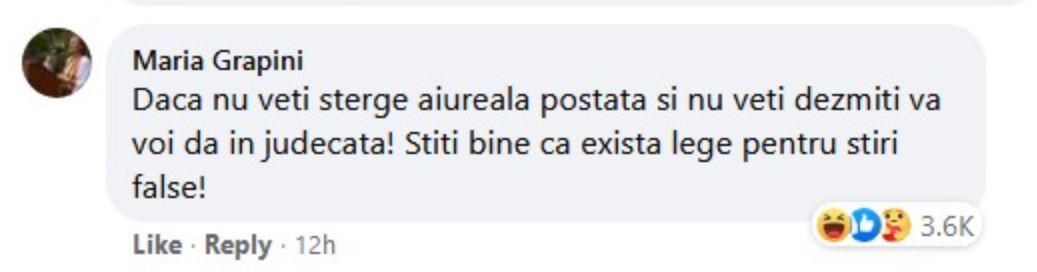 Maria Grapini
Daca nu veti sterge aiureala postata si nu veti dezmiti va
voi da in judecata! Stiti bine ca exista lege pentru stiri
false!
3.6K
Like · Reply · 12h